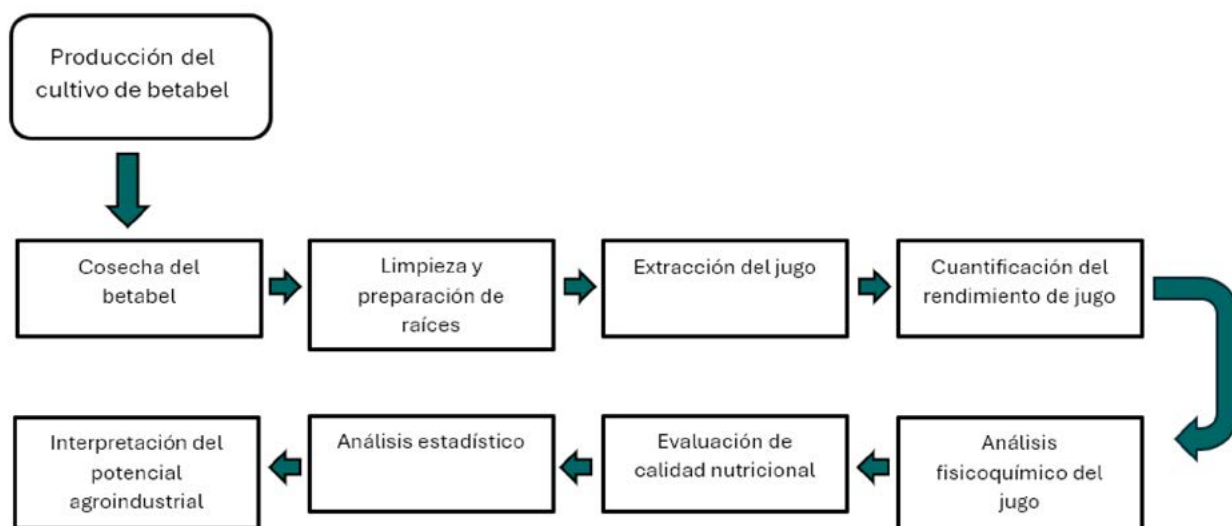 Producción del
cultivo de betabel
Cosecha del
betabel
Limpieza y
preparación de
raíces
Extracción del jugo
Cuantificación del
rendimiento de jugo
Análisis
fisicoquímico del
jugo
Evaluación de
calidad nutricional
Análisis estadístico
Interpretación del
potencial
agroindustrial